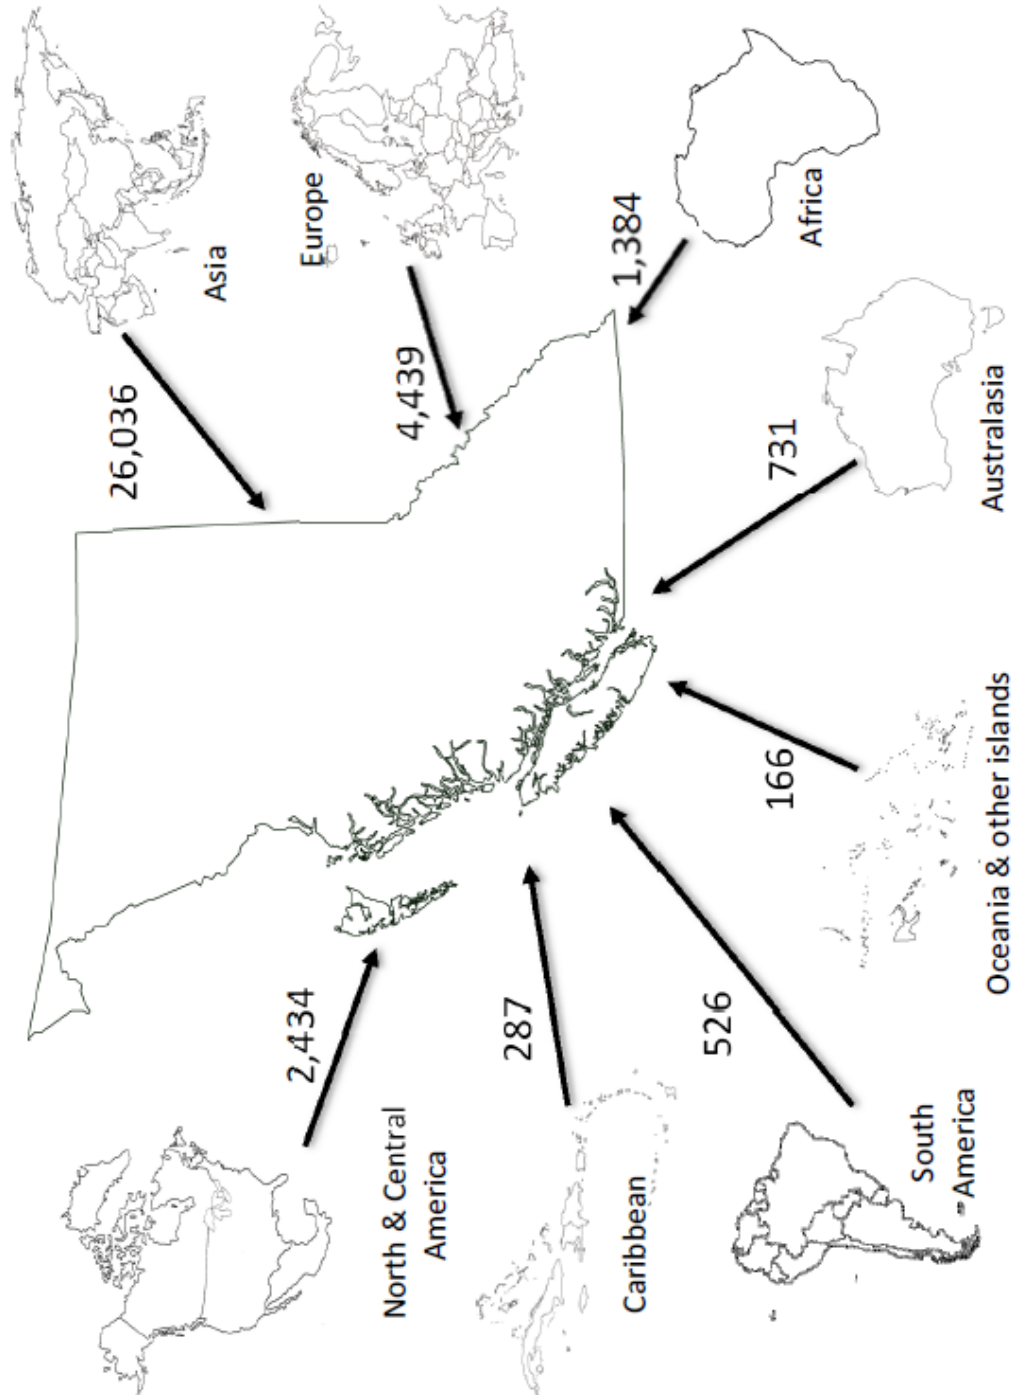 North & Central
America
2,434
Asia
26,036
Europe
4,439
Caribbean
287
1,384
Africa
South
America
526
Oceania & other islands
166
Australasia
731